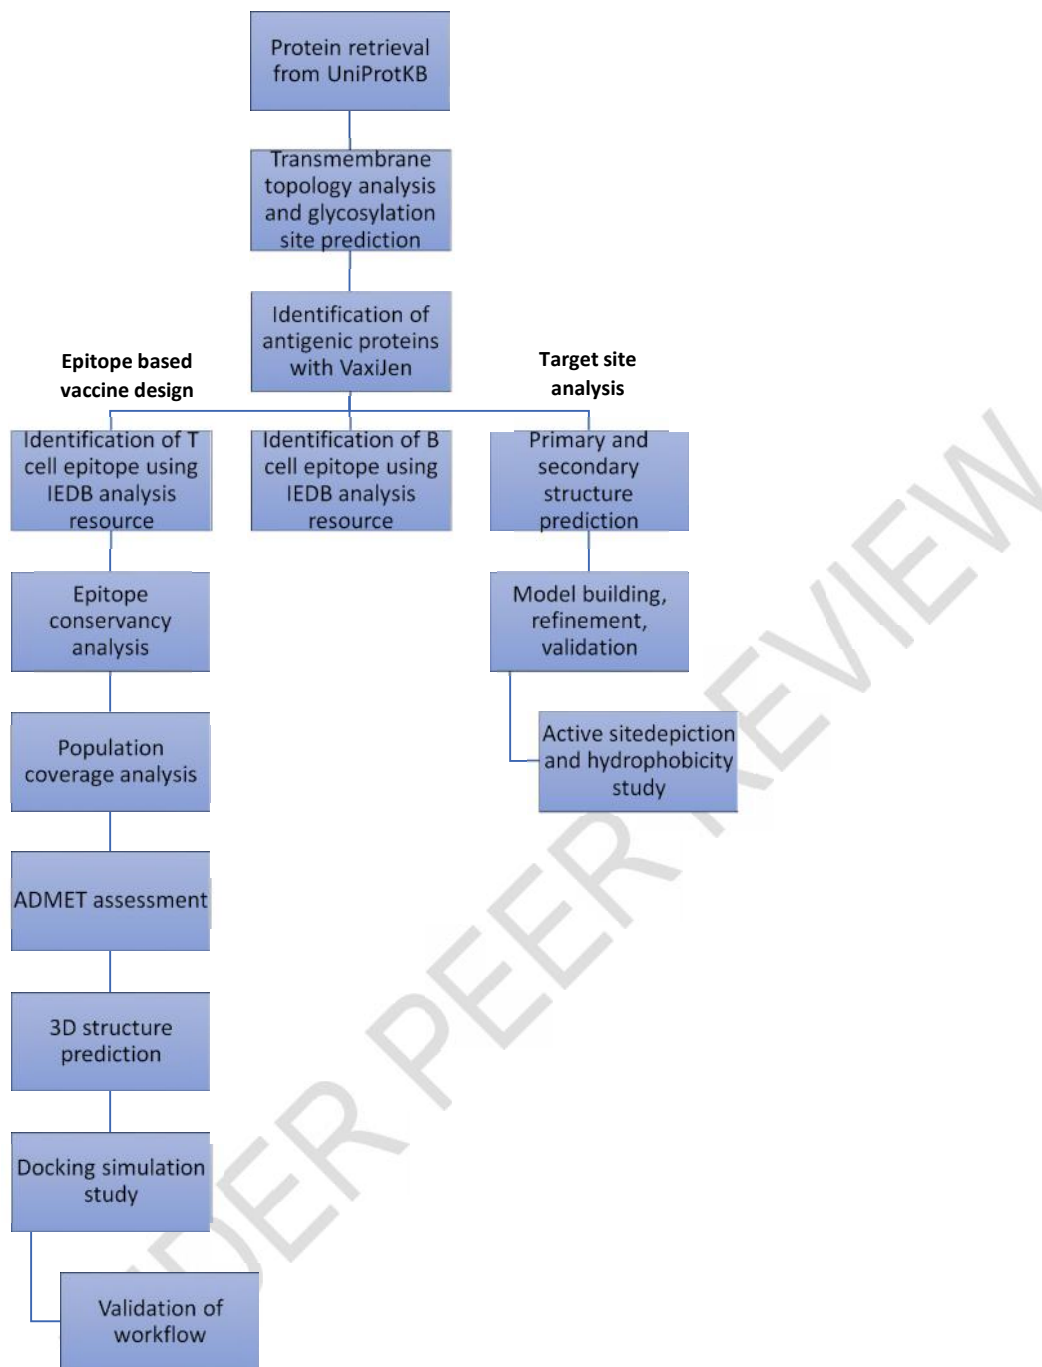 Protein retrieval
from UniProtKB
Transmembrane
topology analysis
and glycosylation
site prediction
Identification of
antigenic proteins
with VaxiJen
Epitope based
vaccine design
Target site
analysis
Identification of T
cell epitope using
IEDB analysis
resource
Identification of B
cell epitope using
IEDB analysis
resource
Primary and
secondary
structure
prediction
Epitope
conservancy
analysis
Model building,
refinement,
validation
Population
coverage analysis
Active sitedepiction
and hydrophobicity
study
ADMET assessment
3D structure
prediction
Docking simulation
study
Validation of
workflow
DER PEER REVIEW